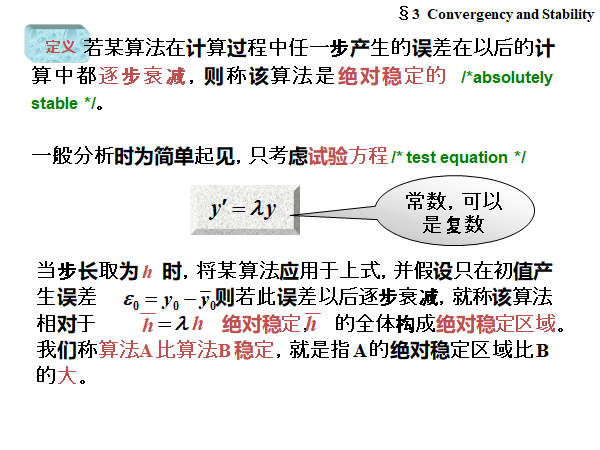 §3 Convergency and Stability
定义 若某算法在计算过程中任一步产生的误差在以后的计
算中都逐步衰减，则称该算法是绝对稳定的 /*absolutely
stable */。
一般分析时为简单起见，只考虑试验方程 /* test equation */
y′ = λy
常数，可以
是复数
当步长取为 h 时，将某算法应用于上式，并假设只在初值产
生误差 ε₀ = y₀ − ȳ₀ 则若此误差以后逐步衰减，就称该算法
相对于 h̄ = λh 绝对稳定，h̄ 的全体构成绝对稳定区域。
我们称算法A 比算法B 稳定，就是指 A 的绝对稳定区域比 B
的大。